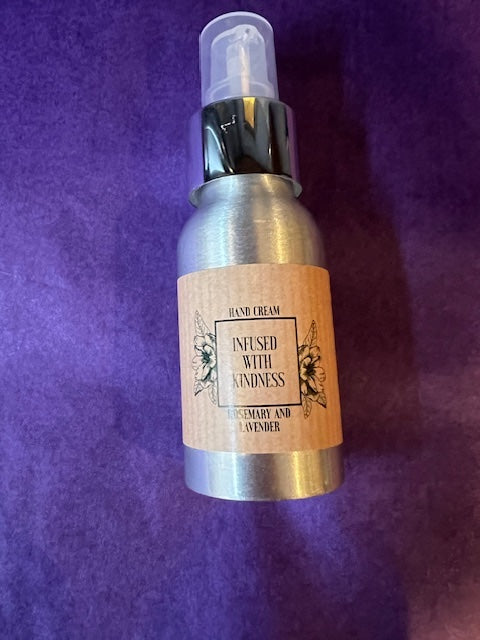 HAND CREAM
INFUSED
WITH
KINDNESS
ROSEMARY AND
LAVENDER